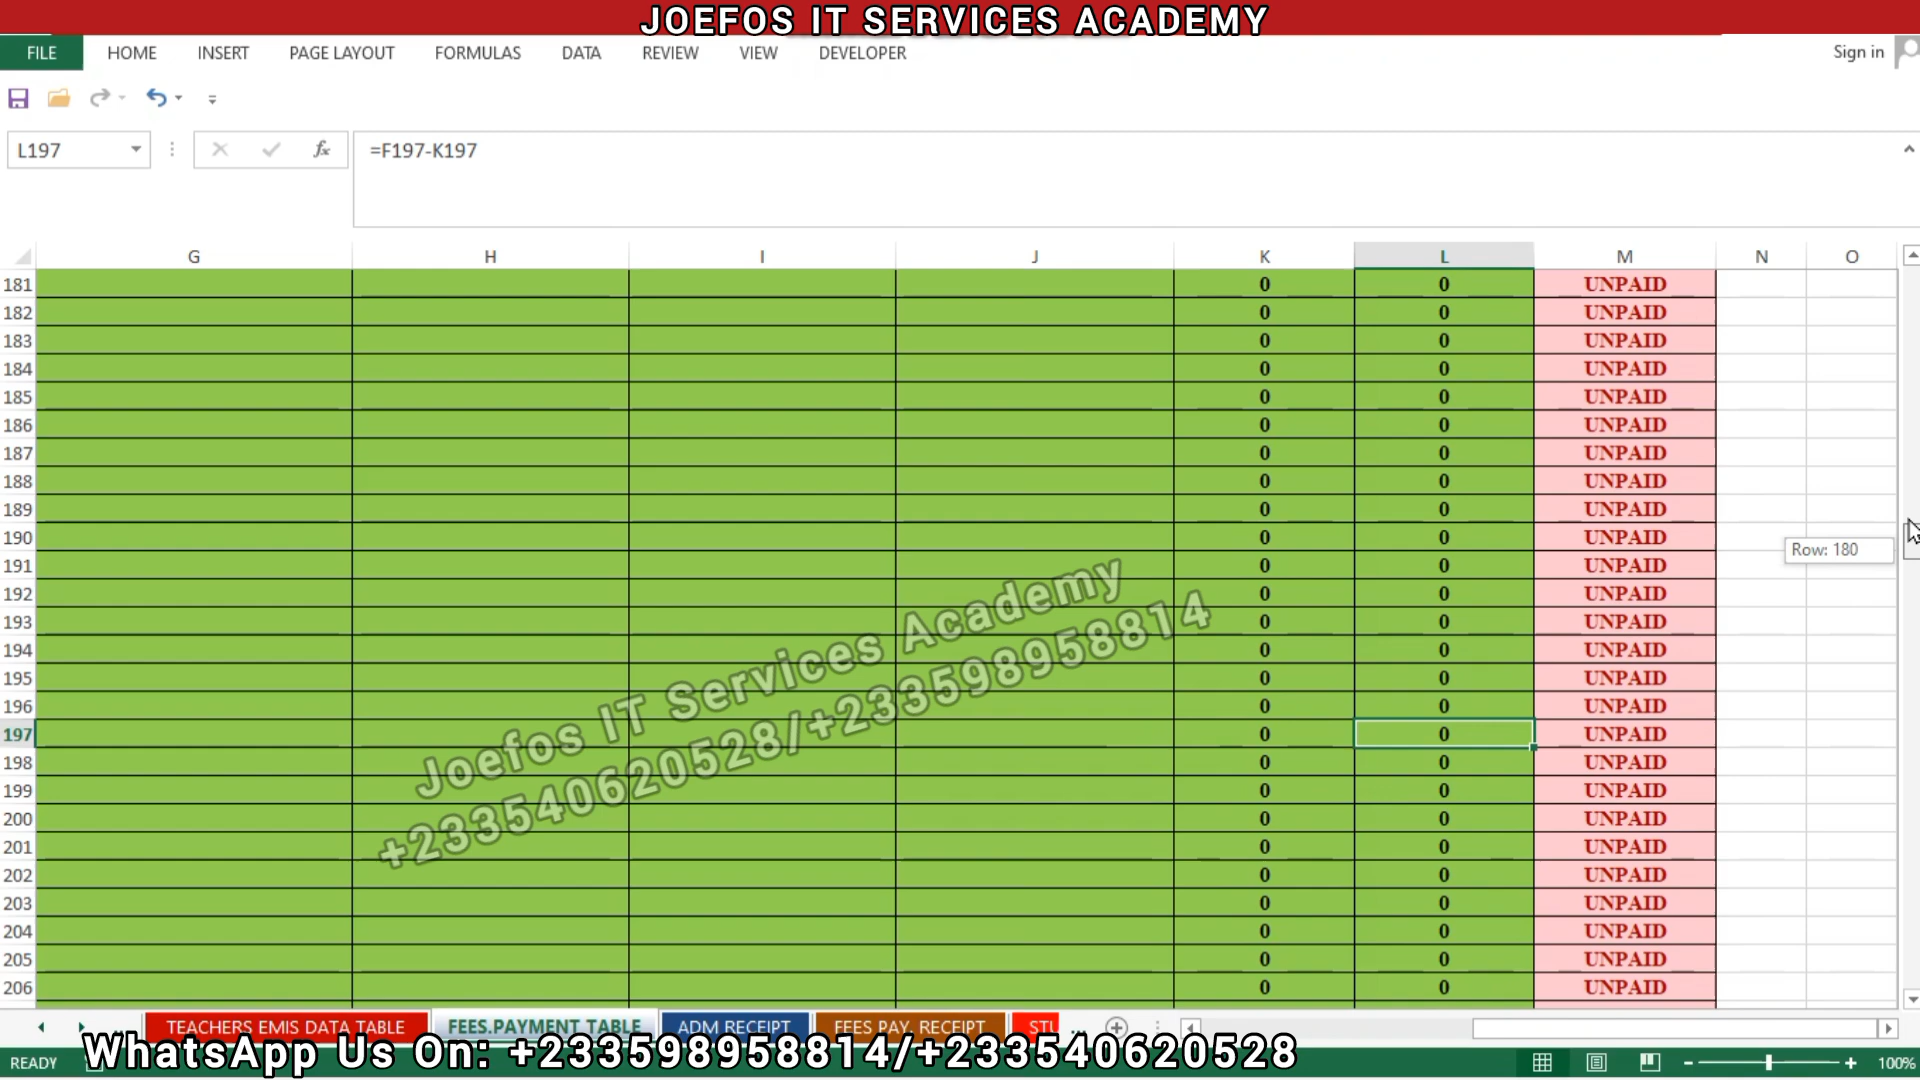 JOEFOS IT SERVICES ACADEMY
FILE HOME INSERT PAGE LAYOUT FORMULAS DATA REVIEW VIEW DEVELOPER Sign in
L197 fx =F197-K197
G H I J K L M N O
181 0 0 UNPAID
182 0 0 UNPAID
183 0 0 UNPAID
184 0 0 UNPAID
185 0 0 UNPAID
186 0 0 UNPAID
187 0 0 UNPAID
188 0 0 UNPAID
189 0 0 UNPAID
190 0 0 UNPAID
Row: 180
191 0 0 UNPAID
192 0 0 UNPAID
193 0 0 UNPAID
194 0 0 UNPAID
195 0 0 UNPAID
196 0 0 UNPAID
197 0 0 UNPAID
198 0 0 UNPAID
199 0 0 UNPAID
200 0 0 UNPAID
201 0 0 UNPAID
202 0 0 UNPAID
203 0 0 UNPAID
204 0 0 UNPAID
205 0 0 UNPAID
206 0 0 UNPAID
Joefos IT Services Academy
+233540620528/+233598958814
TEACHERS EMIS DATA TABLE FEES.PAYMENT TABLE ADM RECEIPT FEES PAY. RECEIPT STU ...
WhatsApp Us On: +233598958814/+233540620528
READY 100%